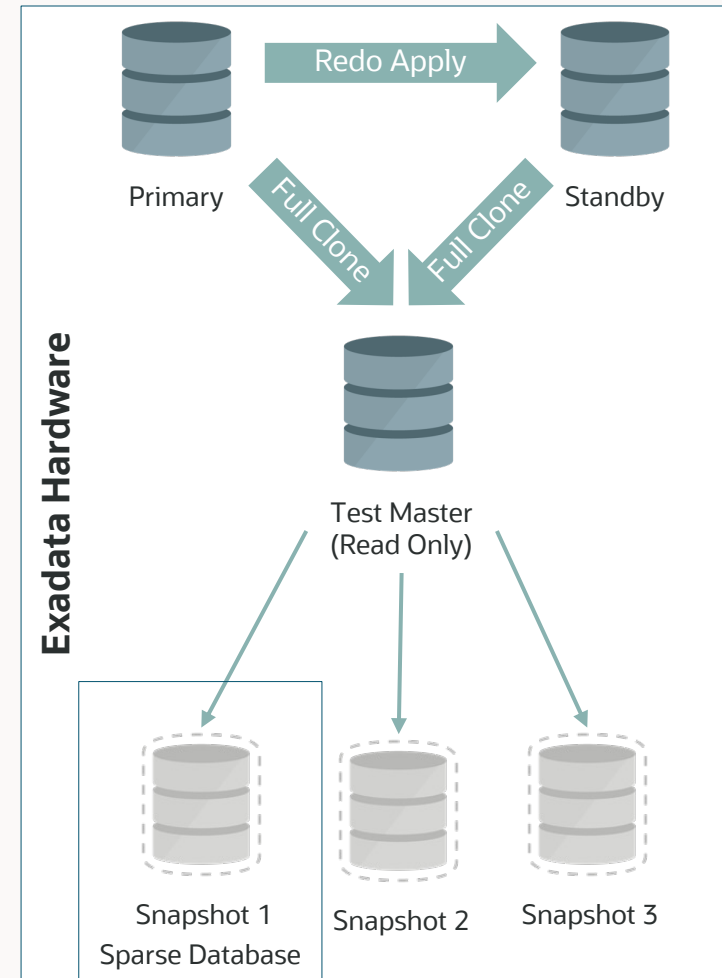 Redo Apply
Primary
Standby
Full Clone
Full Clone
Exadata Hardware
Test Master
(Read Only)
Snapshot 1
Sparse Database
Snapshot 2
Snapshot 3